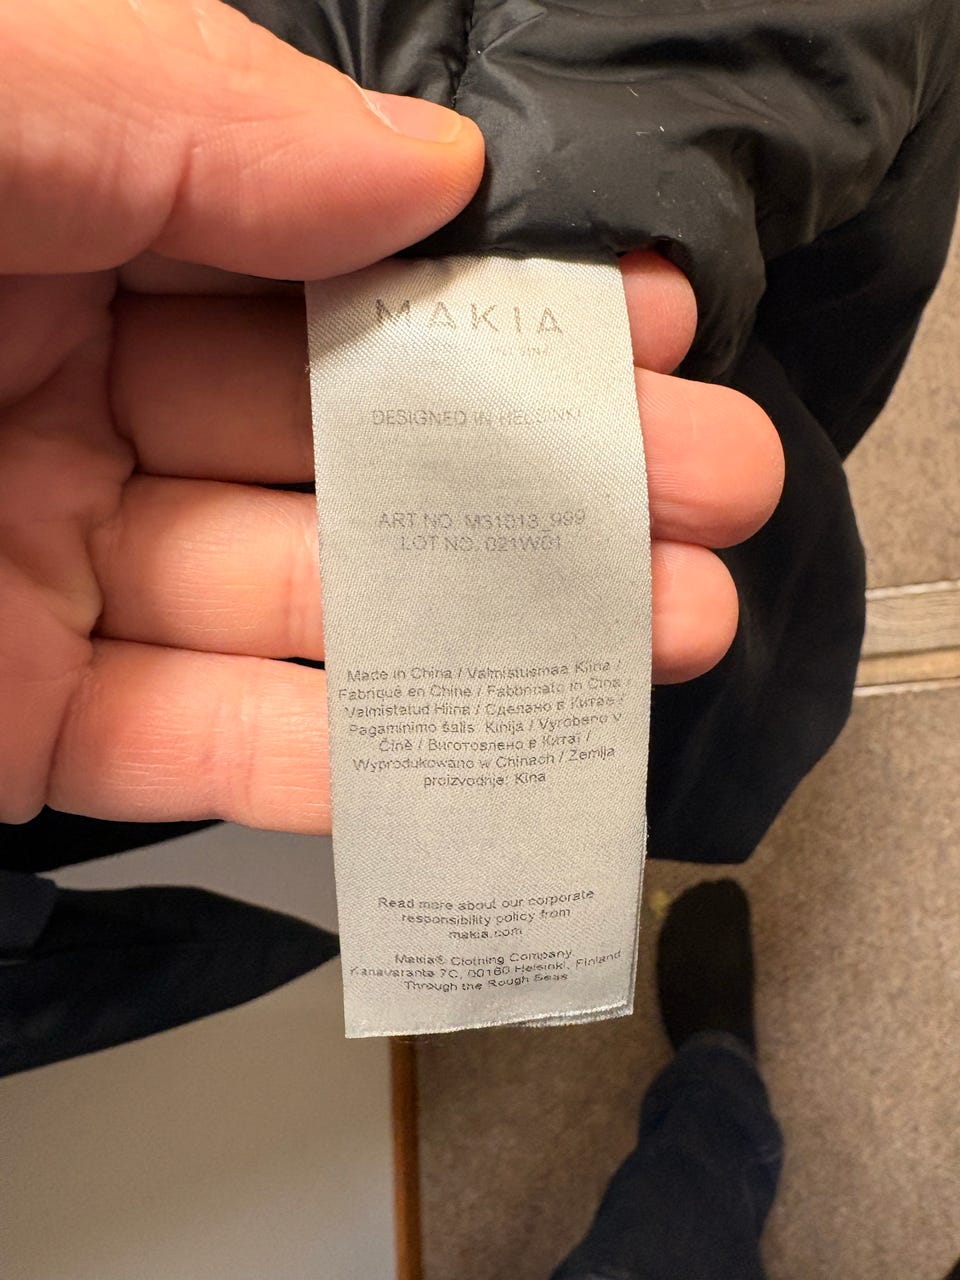 MAKIA
DESIGNED IN HELSINKI
ART NO. M31013_999
LOT NO. 021W01
Made in China / Valmistusmaa Kiina /
Fabriqué en Chine / Fabbricato in Cina /
Valmistatud Hiina / Сделано в Китае /
Pagaminimo šalis Kinija / Vyrobeno v
Číně / Виготовлено в Китаї /
Wyprodukowano w Chinach / Zemlja
proizvodnje: Kina
Read more about our corporate
responsibility policy from
makia.com
Makia® Clothing Company
Kanavaranta 7C, 00160 Helsinki, Finland
Through the Rough Seas